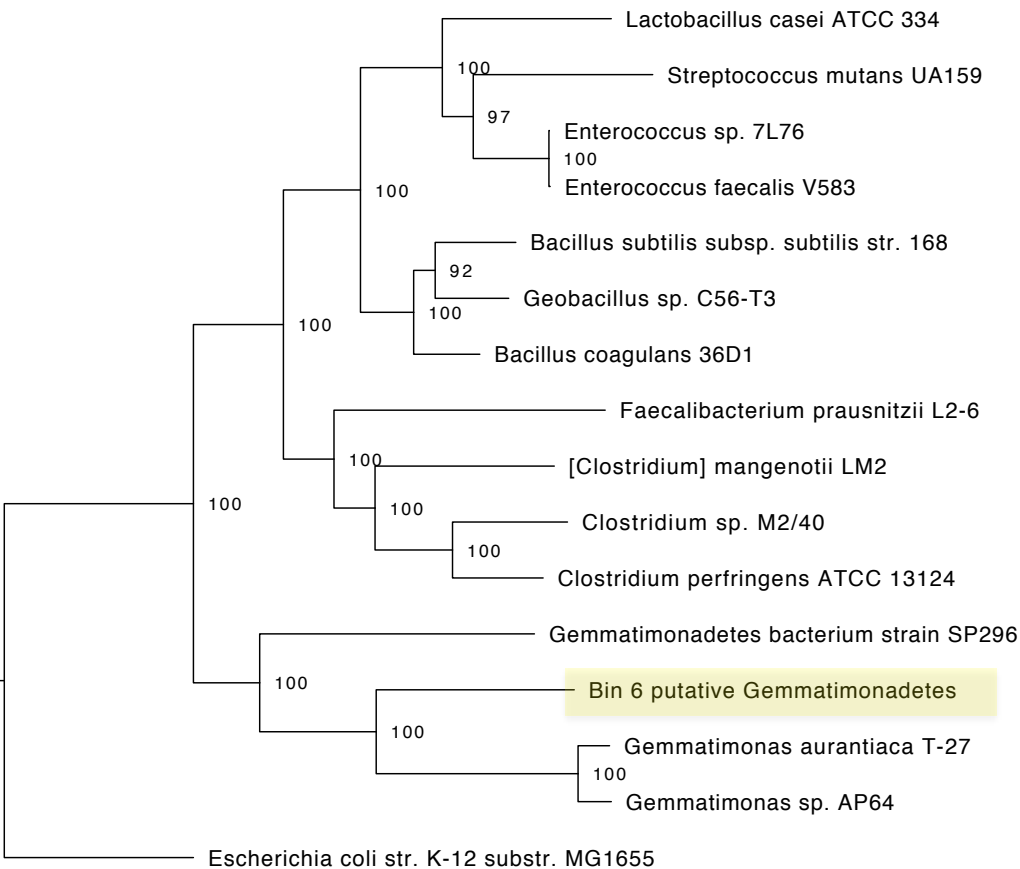 Lactobacillus casei ATCC 334
100
Streptococcus mutans UA159
97
Enterococcus sp. 7L76
100
Enterococcus faecalis V583
100
Bacillus subtilis subsp. subtilis str. 168
92
Geobacillus sp. C56-T3
100
100
Bacillus coagulans 36D1
Faecalibacterium prausnitzii L2-6
100
[Clostridium] mangenotii LM2
100
100
Clostridium sp. M2/40
100
Clostridium perfringens ATCC 13124
Gemmatimonadetes bacterium strain SP296
100
Bin 6 putative Gemmatimonadetes
100
Gemmatimonas aurantiaca T-27
100
Gemmatimonas sp. AP64
Escherichia coli str. K-12 substr. MG1655